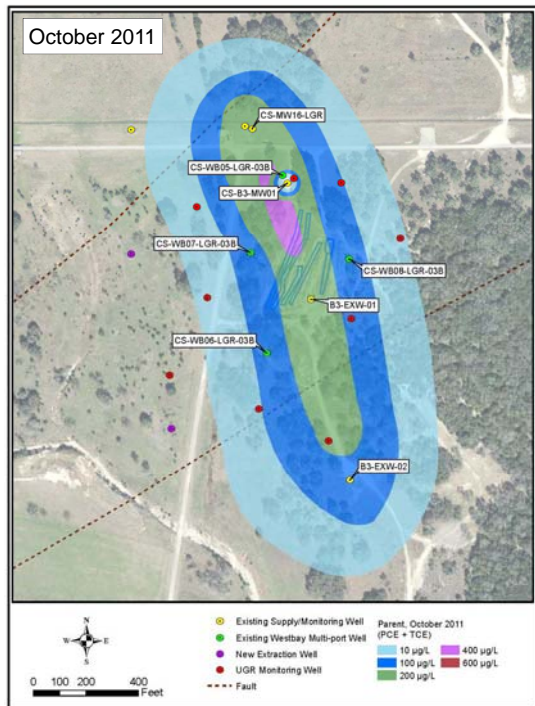 October 2011
CS-MW16-LGR
CS-WB05-LGR-03B
CS-B3-MW01
CS-WB07-LGR-03B
CS-WB08-LGR-03B
B3-EXW-01
CS-WB06-LGR-03B
B3-EXW-02
N
W E
S
0 100 200 400
Feet
Existing Supply/Monitoring Well
Existing Westbay Multi-port Well
New Extraction Well
UGR Monitoring Well
Fault
Parent, October 2011
(PCE + TCE)
10 µg/L 400 µg/L
100 µg/L 600 µg/L
200 µg/L